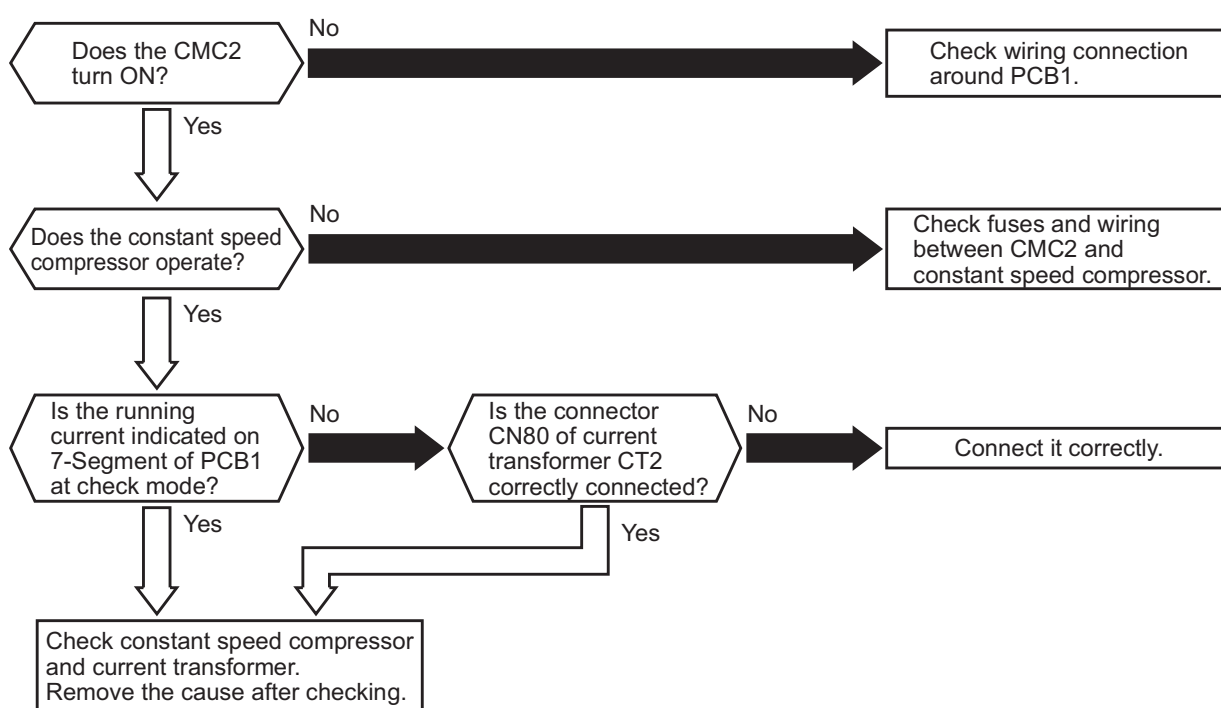 Does the CMC2
turn ON?
No
Check wiring connection
around PCB1.
Yes
Does the constant speed
compressor operate?
No
Check fuses and wiring
between CMC2 and
constant speed compressor.
Yes
Is the running
current indicated on
7-Segment of PCB1
at check mode?
No
Is the connector
CN80 of current
transformer CT2
correctly connected?
No
Connect it correctly.
Yes
Yes
Check constant speed compressor
and current transformer.
Remove the cause after checking.